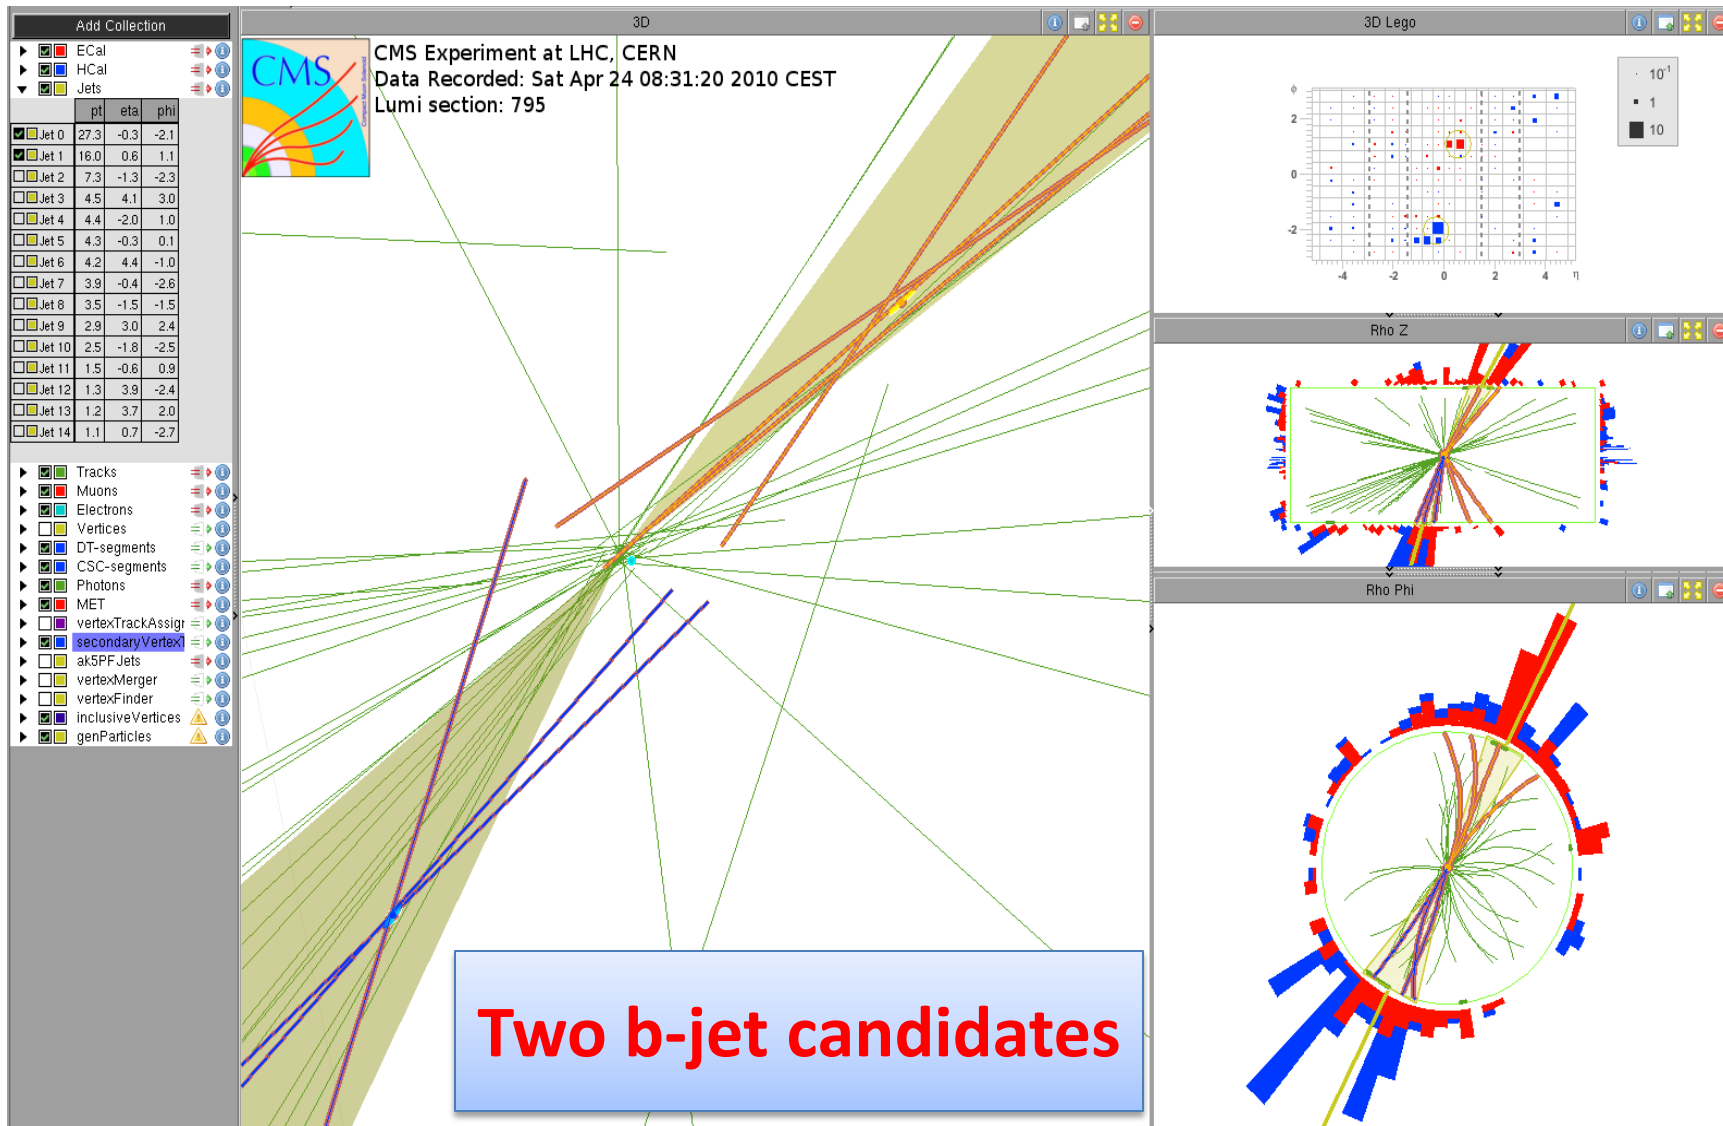 Add Collection
ECal
HCal
Jets
pt eta phi
Jet 0 27.3 -0.3 -2.1
Jet 1 16.0 0.6 1.1
Jet 2 7.3 -1.3 -2.3
Jet 3 4.5 4.1 3.0
Jet 4 4.4 -2.0 1.0
Jet 5 4.3 -0.3 0.1
Jet 6 4.2 4.4 -1.0
Jet 7 3.9 -0.4 -2.6
Jet 8 3.5 -1.5 -1.5
Jet 9 2.9 3.0 2.4
Jet 10 2.5 -1.8 -2.5
Jet 11 1.5 -0.6 0.9
Jet 12 1.3 3.9 -2.4
Jet 13 1.2 3.7 2.0
Jet 14 1.1 0.7 -2.7
Tracks
Muons
Electrons
Vertices
DT-segments
CSC-segments
Photons
MET
vertexTrackAssigr
secondaryVertexT
ak5PFJets
vertexMerger
vertexFinder
inclusiveVertices
genParticles
3D
CMS
Compact Muon Solenoid
CMS Experiment at LHC, CERN
Data Recorded: Sat Apr 24 08:31:20 2010 CEST
Lumi section: 795
Two b-jet candidates
3D Lego
10⁻¹
1
10
ϕ
2
0
-2
-4 -2 0 2 4 η
Rho Z
Rho Phi